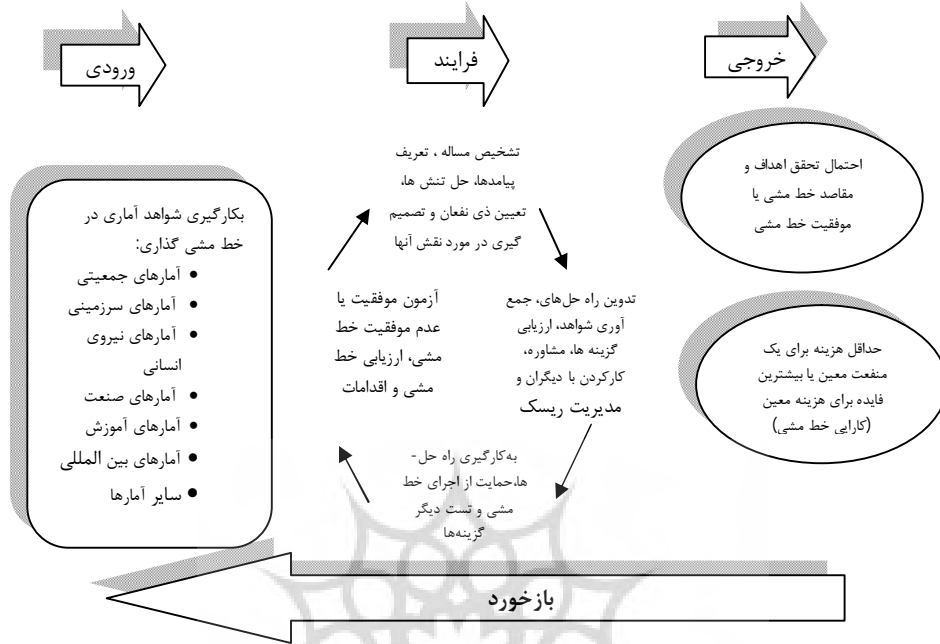 ورودی
فرایند
خروجی
بکارگیری شواهد آماری در
خط مشی گذاری:
• آمارهای جمعیتی
• آمارهای سرزمینی
• آمارهای نیروی
انسانی
• آمارهای صنعت
• آمارهای آموزش
• آمارهای بین المللی
• سایر آمارها
تشخیص مساله ، تعریف
پیامدها، حل تنش ها،
تعیین ذی نفعان و تصمیم
گیری در مورد نقش آنها
تدوین راه حل‌های، جمع
آوری شواهد، ارزیابی
گزینه ها، مشاوره،
کارکردن با دیگران و
مدیریت ریسک
به‌کارگیری راه حل-
ها،حمایت از اجرای خط
مشی و تست دیگر
گزینه‌ها
آزمون موفقیت یا
عدم موفقیت خط
مشی، ارزیابی خط
مشی و اقدامات
احتمال تحقق اهداف و
مقاصد خط مشی یا
موفقیت خط مشی
حداقل هزینه برای یک
منفعت معین یا بیشترین
فایده برای هزینه معین
(کارایی خط مشی)
بازخورد